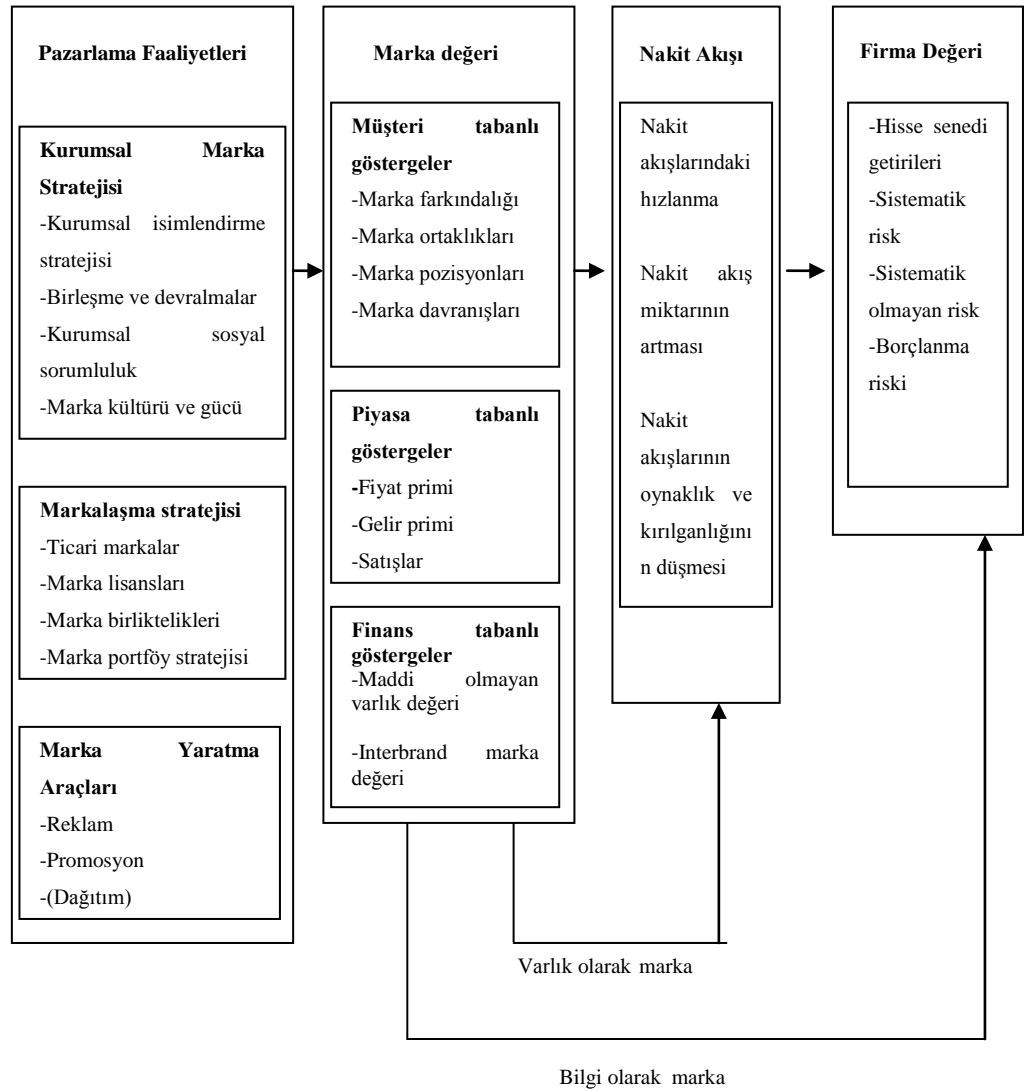 Pazarlama Faaliyetleri
Kurumsal Marka
Stratejisi
-Kurumsal isimlendirme
stratejisi
-Birleşme ve devralmalar
-Kurumsal sosyal
sorumluluk
-Marka kültürü ve gücü
Markalaşma stratejisi
-Ticari markalar
-Marka lisansları
-Marka birliktelikleri
-Marka portföy stratejisi
Marka Yaratma
Araçları
-Reklam
-Promosyon
-(Dağıtım)
Marka değeri
Müşteri tabanlı
göstergeler
-Marka farkındalığı
-Marka ortaklıkları
-Marka pozisyonları
-Marka davranışları
Piyasa tabanlı
göstergeler
-Fiyat primi
-Gelir primi
-Satışlar
Finans tabanlı
göstergeler
-Maddi olmayan
varlık değeri
-Interbrand marka
değeri
Nakit Akışı
Nakit
akışlarındaki
hızlanma
Nakit akış
miktarının
artması
Nakit
akışlarının
oynaklık ve
kırılganlığını
n düşmesi
Firma Değeri
-Hisse senedi
getirileri
-Sistematik
risk
-Sistematik
olmayan risk
-Borçlanma
riski
Varlık olarak marka
Bilgi olarak marka